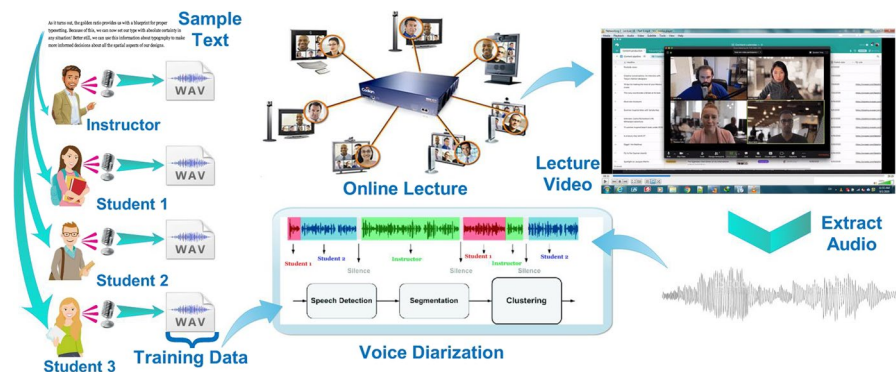 As it turns out, the golden ratio provides us with a blueprint for proper
typesetting. Because of this, we can now set our type with absolute certainty in
any situation! Better still, we can use this information about typography to make
more informed decisions about all the spatial aspects of our designs.
Sample
Text
WAV
Instructor
WAV
Student 1
WAV
Student 2
WAV
Student 3
Training Data
Online Lecture
Lecture
Video
Extract
Audio
Student 1
Student 2
Silence
Instructor
Silence
Student 1
Instructor
Silence
Student 2
Speech Detection
Segmentation
Clustering
Voice Diarization